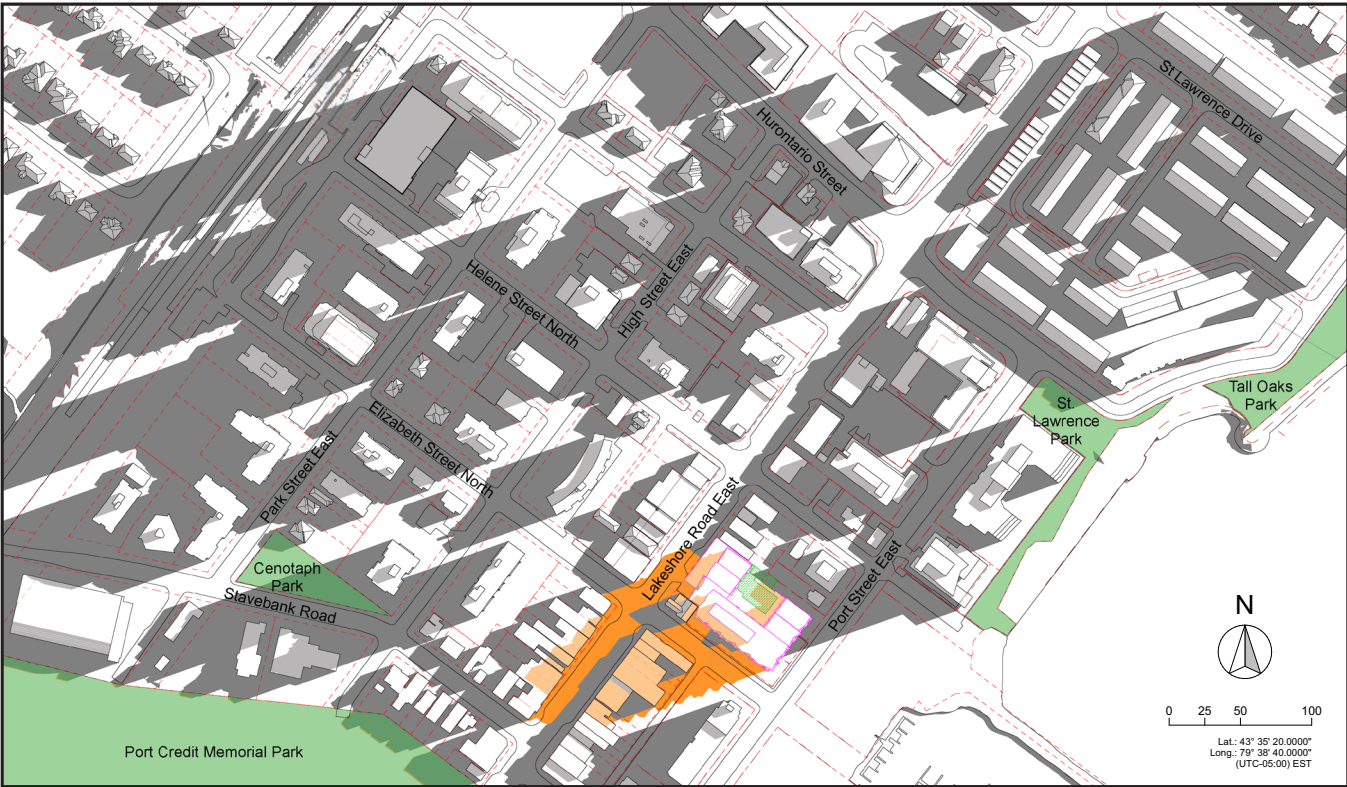 St Lawrence Drive
Hurontario Street
High Street East
Helene Street North
Tall Oaks
Park
St.
Lawrence
Park
Elizabeth Street North
Park Street East
Lakeshore Road East
Port Street East
Cenotaph
Park
Stavebank Road
N
0 25 50 100
Lat.: 43° 35' 20.0000"
Long.: 79° 38' 40.0000"
(UTC-05:00) EST
Port Credit Memorial Park